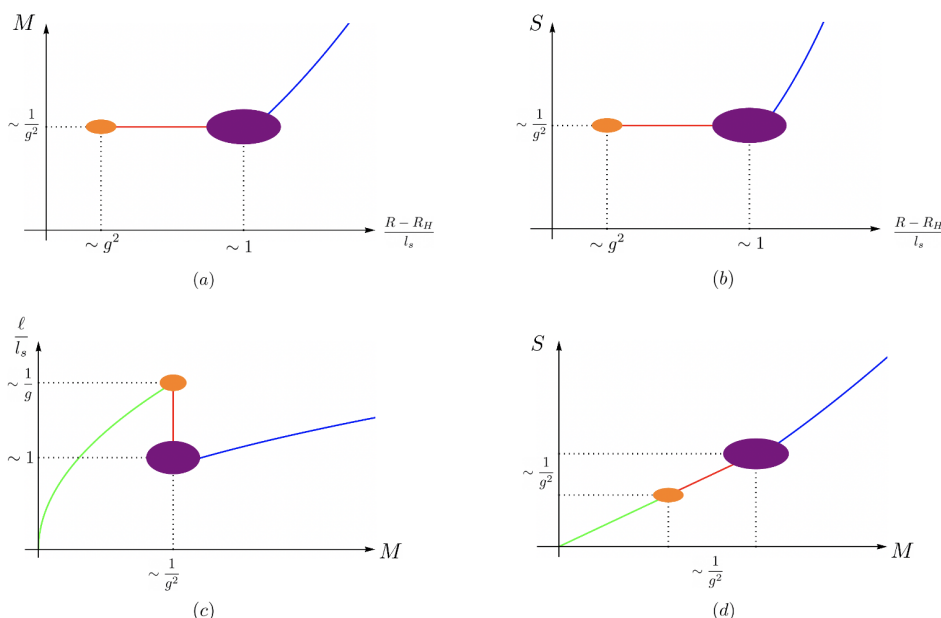 M
S
∼ 1/g²
∼ 1/g²
∼ g²
∼ 1
(R − R_H)/l_s
∼ g²
∼ 1
(R − R_H)/l_s
(a)
(b)
ℓ/l_s
S
∼ 1/g
∼ 1
∼ 1/g²
M
M
∼ 1/g²
∼ 1/g²
(c)
(d)